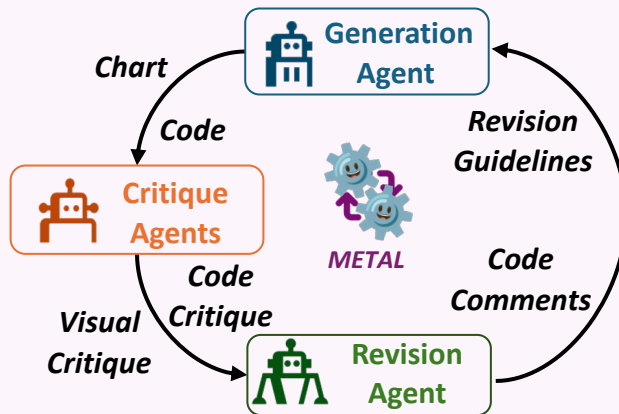 Generation
Agent
Chart
Code
Revision
Guidelines
Critique
Agents
METAL
Code
Critique
Visual
Critique
Code
Comments
Revision
Agent